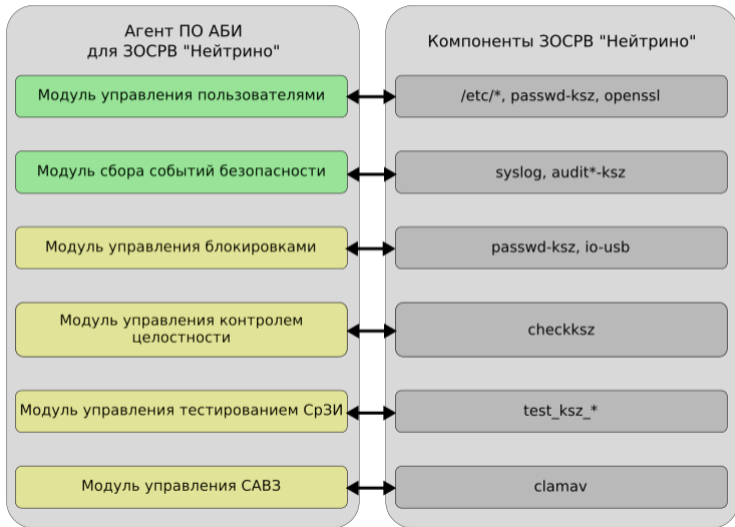 Агент ПО АБИ
для ЗОСРВ "Нейтрино"
Компоненты ЗОСРВ "Нейтрино"
Модуль управления пользователями
/etc/*, passwd-ksz, openssl
Модуль сбора событий безопасности
syslog, audit*-ksz
Модуль управления блокировками
passwd-ksz, io-usb
Модуль управления контролем
целостности
checkksz
Модуль управления тестированием СрЗИ
test_ksz_*
Модуль управления САВЗ
clamav